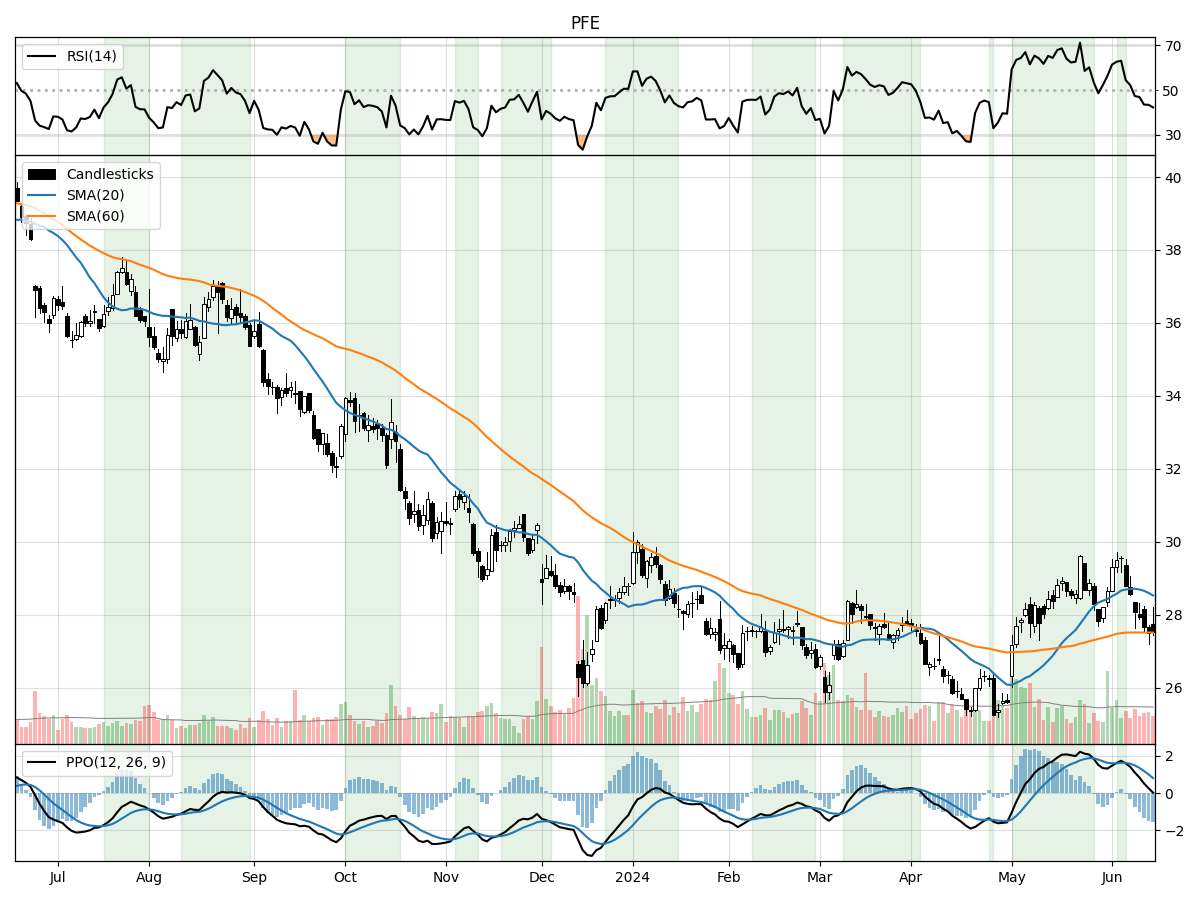 PFE
RSI(14)
70
50
30
Candlesticks
SMA(20)
SMA(60)
40
38
36
34
32
30
28
26
PPO(12, 26, 9)
2
0
−2
Jul Aug Sep Oct Nov Dec 2024 Feb Mar Apr May Jun